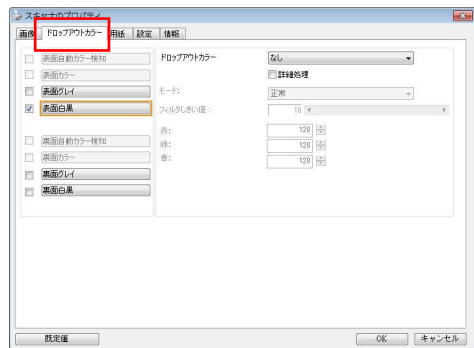 スキャナのプロパティ
画像 ドロップアウトカラー 用紙 設定 情報
表面自動カラー検知
表面カラー
表面グレイ
表面白黒
裏面自動カラー検知
裏面カラー
裏面グレイ
裏面白黒
ドロップアウトカラー なし
詳細処理
モード: 正常
フィルタしきい値: 10
赤: 128
緑: 128
青: 128
既定値 OK キャンセル